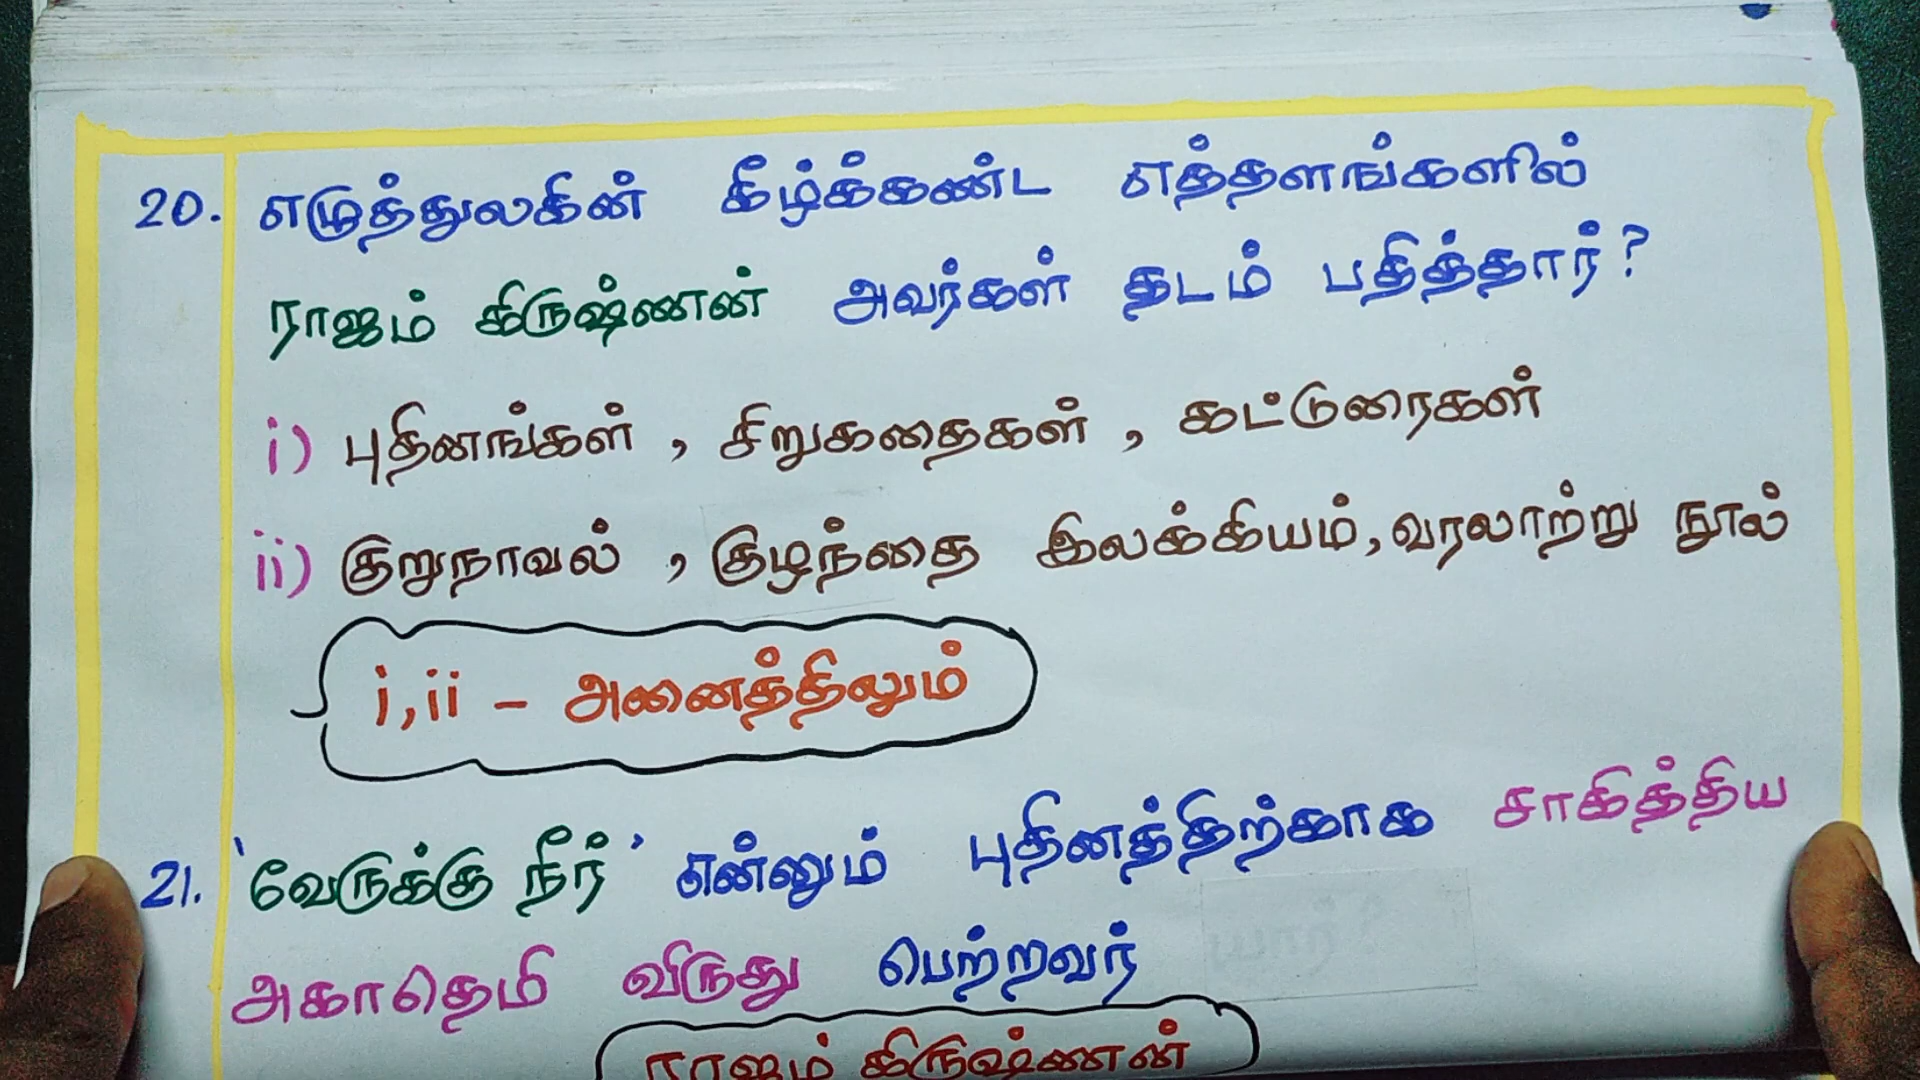 20. எழுத்துலகின் கீழ்க்கண்ட எத்தளங்களில்
ராஜம் கிருஷ்ணன் அவர்கள் தடம் பதித்தார்?
i) புதினங்கள் , சிறுகதைகள் , கட்டுரைகள்
ii) குறுநாவல் , குழந்தை இலக்கியம், வரலாற்று நூல்
i, ii - அனைத்திலும்
21. 'வேருக்கு நீர்' என்னும் புதினத்திற்காக சாகித்திய
அகாதெமி விருது பெற்றவர்
ராஜம் கிருஷ்ணன்